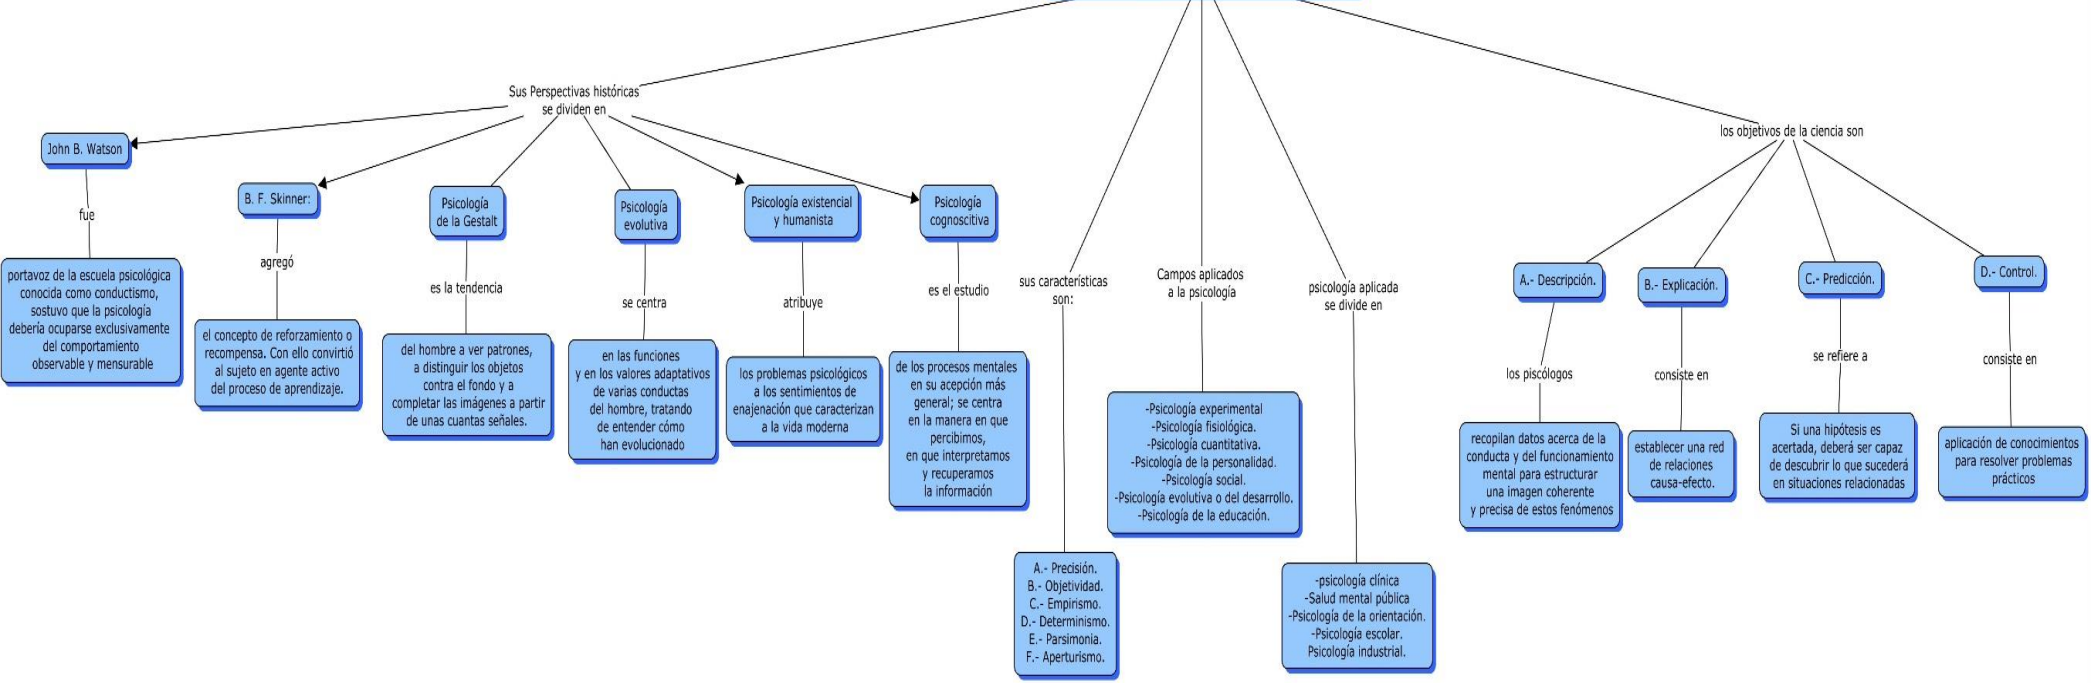 Sus Perspectivas históricas
se dividen en
John B. Watson
fue
portavoz de la escuela psicológica
conocida como conductismo,
sostuvo que la psicología
debería ocuparse exclusivamente
del comportamiento
observable y mensurable
B. F. Skinner:
agregó
el concepto de reforzamiento o
recompensa. Con ello convirtió
al sujeto en agente activo
del proceso de aprendizaje.
Psicología
de la Gestalt
es la tendencia
del hombre a ver patrones,
a distinguir los objetos
contra el fondo y a
completar las imágenes a partir
de unas cuantas señales.
Psicología
evolutiva
se centra
en las funciones
y en los valores adaptativos
de varias conductas
del hombre, tratando
de entender cómo
han evolucionado
Psicología existencial
y humanista
atribuye
los problemas psicológicos
a los sentimientos de
enajenación que caracterizan
a la vida moderna
Psicología
cognoscitiva
es el estudio
de los procesos mentales
en su acepción más
general; se centra
en la manera en que
percibimos,
en que interpretamos
y recuperamos
la información
sus características
son:
A.- Precisión.
B.- Objetividad.
C.- Empirismo.
D.- Determinismo.
E.- Parsimonia.
F.- Aperturismo.
Campos aplicados
a la psicología
-Psicología experimental
-Psicología fisiológica.
-Psicología cuantitativa.
-Psicología de la personalidad.
-Psicología social.
-Psicología evolutiva o del desarrollo.
-Psicología de la educación.
psicología aplicada
se divide en
-psicología clínica
-Salud mental pública
-Psicología de la orientación.
-Psicología escolar.
Psicología industrial.
los objetivos de la ciencia son
A.- Descripción.
los piscólogos
recopilan datos acerca de la
conducta y del funcionamiento
mental para estructurar
una imagen coherente
y precisa de estos fenómenos
B.- Explicación.
consiste en
establecer una red
de relaciones
causa-efecto.
C.- Predicción.
se refiere a
Si una hipótesis es
acertada, deberá ser capaz
de descubrir lo que sucederá
en situaciones relacionadas
D.- Control.
consiste en
aplicación de conocimientos
para resolver problemas
prácticos